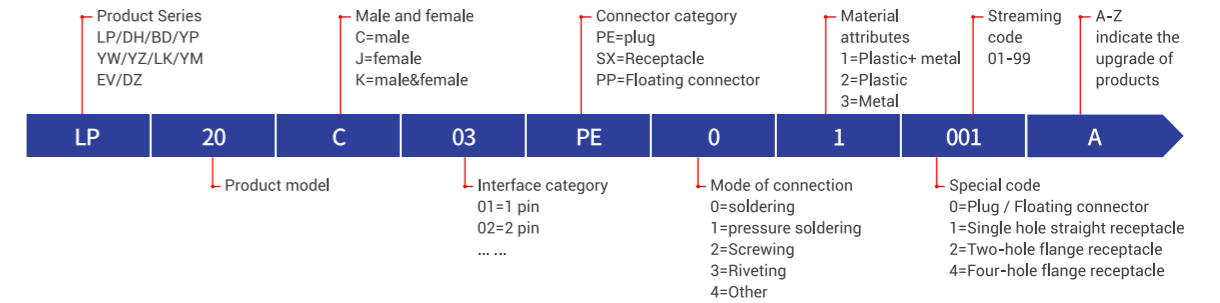 Product Series
LP/DH/BD/YP
YW/YZ/LK/YM
EV/DZ
Male and female
C=male
J=female
K=male&female
Connector category
PE=plug
SX=Receptacle
PP=Floating connector
Material
attributes
1=Plastic+ metal
2=Plastic
3=Metal
Streaming
code
01-99
A-Z
indicate the
upgrade of
products
LP 20 C 03 PE 0 1 001 A
Product model
Interface category
01=1 pin
02=2 pin
... ...
Mode of connection
0=soldering
1=pressure soldering
2=Screwing
3=Riveting
4=Other
Special code
0=Plug / Floating connector
1=Single hole straight receptacle
2=Two-hole flange receptacle
4=Four-hole flange receptacle